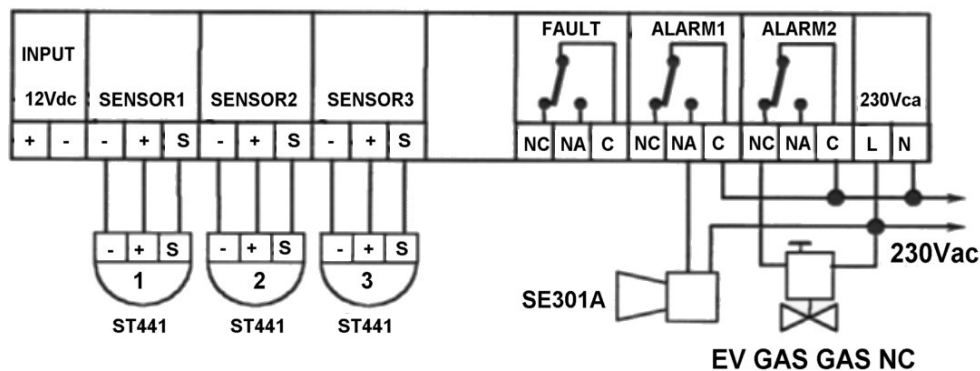 FAULT ALARM1 ALARM2
INPUT
12Vdc SENSOR1 SENSOR2 SENSOR3 230Vca
+ - - + S - + S - + S NC NA C NC NA C NC NA C L N
- + S - + S - + S
1 2 3
230Vac
SE301A
ST441 ST441 ST441
EV GAS GAS NC